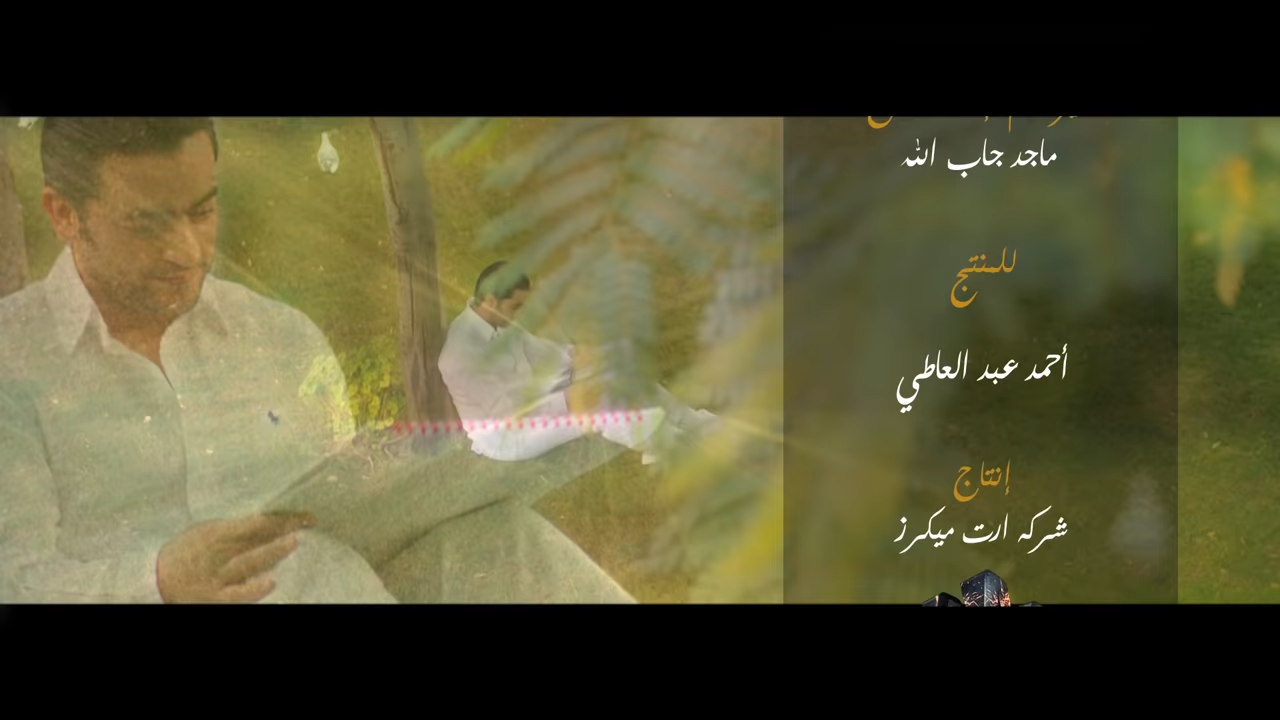 ماجد جاب الله
للمنتج
أحمد عبد العاطي
إنتاج
شركه ارت ميكرز